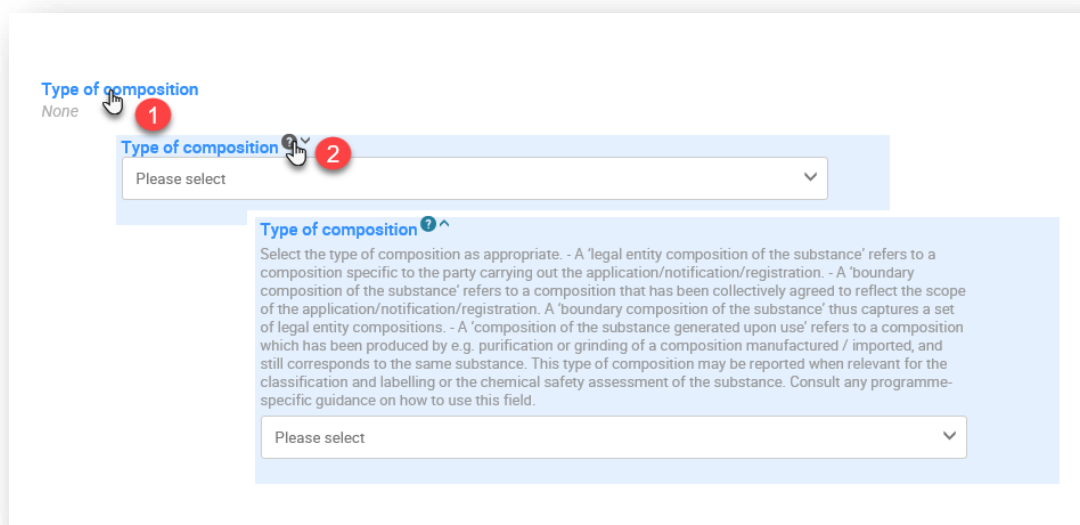 Type of composition
None
1
Type of composition ?
2
Please select
Type of composition ?
Select the type of composition as appropriate. - A 'legal entity composition of the substance' refers to a
composition specific to the party carrying out the application/notification/registration. - A 'boundary
composition of the substance' refers to a composition that has been collectively agreed to reflect the scope
of the application/notification/registration. A 'boundary composition of the substance' thus captures a set
of legal entity compositions. - A 'composition of the substance generated upon use' refers to a composition
which has been produced by e.g. purification or grinding of a composition manufactured / imported, and
still corresponds to the same substance. This type of composition may be reported when relevant for the
classification and labelling or the chemical safety assessment of the substance. Consult any programme-
specific guidance on how to use this field.
Please select